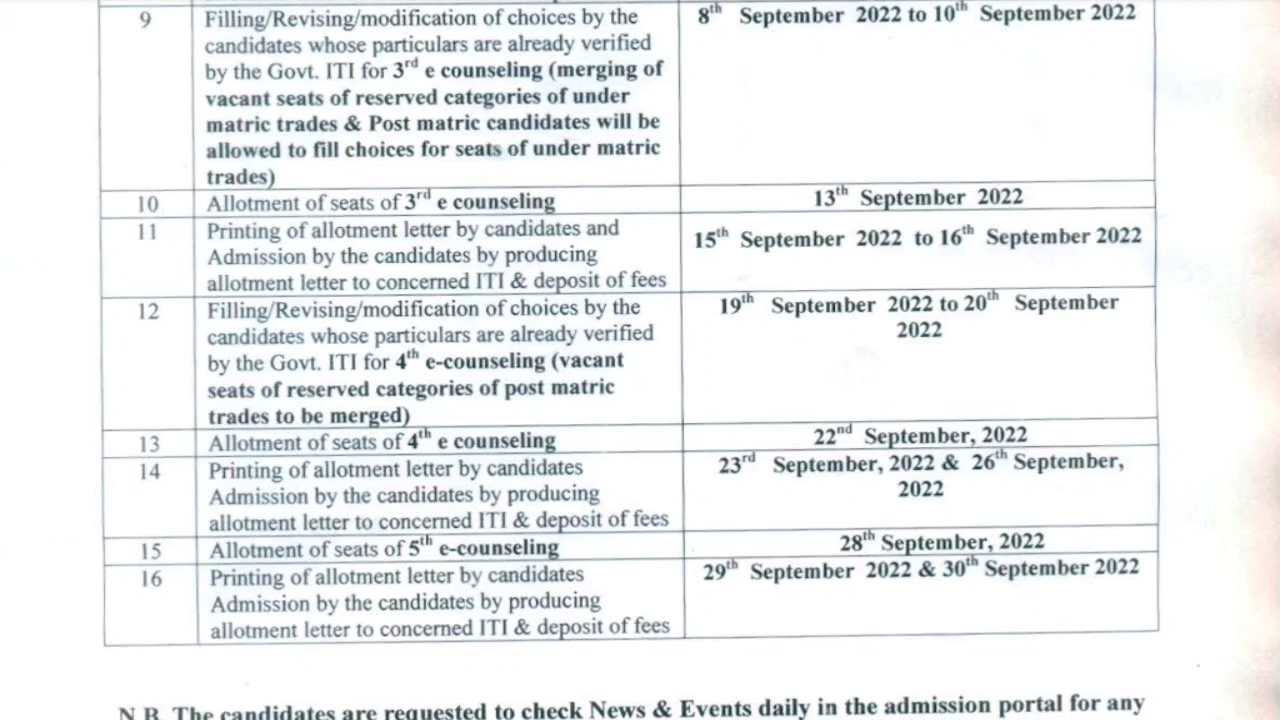 9 Filling/Revising/modification of choices by the 8th September 2022 to 10th September 2022
candidates whose particulars are already verified
by the Govt. ITI for 3rd e counseling (merging of
vacant seats of reserved categories of under
matric trades & Post matric candidates will be
allowed to fill choices for seats of under matric
trades)
10 Allotment of seats of 3rd e counseling 13th September 2022
11 Printing of allotment letter by candidates and 15th September 2022 to 16th September 2022
Admission by the candidates by producing
allotment letter to concerned ITI & deposit of fees
12 Filling/Revising/modification of choices by the 19th September 2022 to 20th September
candidates whose particulars are already verified 2022
by the Govt. ITI for 4th e-counseling (vacant
seats of reserved categories of post matric
trades to be merged)
13 Allotment of seats of 4th e counseling 22nd September, 2022
14 Printing of allotment letter by candidates 23rd September, 2022 & 26th September,
Admission by the candidates by producing 2022
allotment letter to concerned ITI & deposit of fees
15 Allotment of seats of 5th e-counseling 28th September, 2022
16 Printing of allotment letter by candidates 29th September 2022 & 30th September 2022
Admission by the candidates by producing
allotment letter to concerned ITI & deposit of fees
N.B. The candidates are requested to check News & Events daily in the admission portal for any